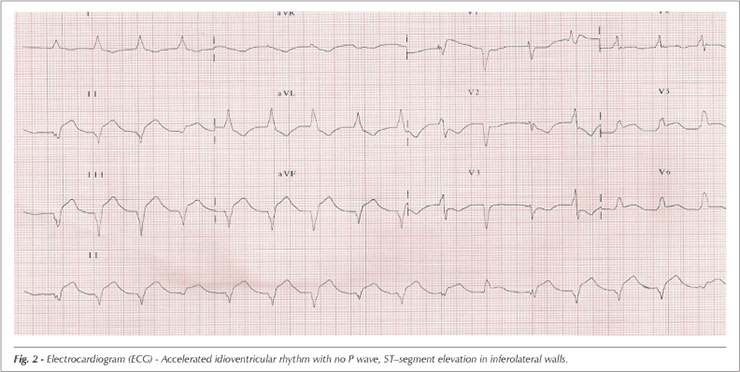 I aVR V1 V4
II aVL V2 V5
III aVF V3 V6
II
Fig. 2 - Electrocardiogram (ECG) - Accelerated idioventricular rhythm with no P wave, ST–segment elevation in inferolateral walls.